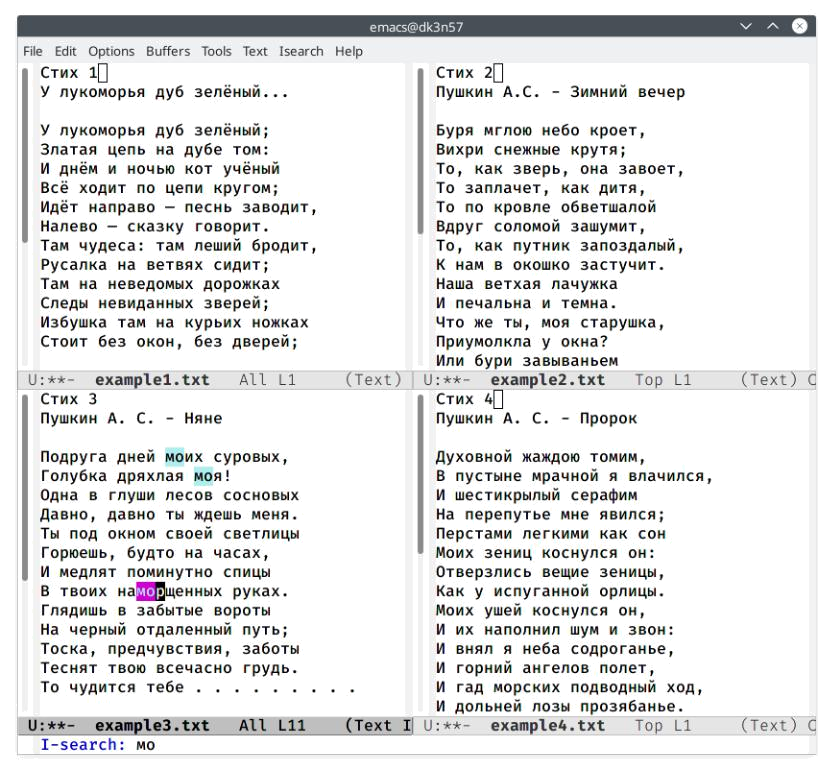 emacs@dk3n57
File Edit Options Buffers Tools Text Isearch Help
Стих 1
У лукоморья дуб зелёный...
У лукоморья дуб зелёный;
Златая цепь на дубе том:
И днём и ночью кот учёный
Всё ходит по цепи кругом;
Идёт направо — песнь заводит,
Налево — сказку говорит.
Там чудеса: там леший бродит,
Русалка на ветвях сидит;
Там на неведомых дорожках
Следы невиданных зверей;
Избушка там на курьих ножках
Стоит без окон, без дверей;
U:**- example1.txt All L1 (Text)
Стих 2
Пушкин А.С. - Зимний вечер
Буря мглою небо кроет,
Вихри снежные крутя;
То, как зверь, она завоет,
То заплачет, как дитя,
То по кровле обветшалой
Вдруг соломой зашумит,
То, как путник запоздалый,
К нам в окошко застучит.
Наша ветхая лачужка
И печальна и темна.
Что же ты, моя старушка,
Приумолкла у окна?
Или бури завываньем
U:**- example2.txt Top L1 (Text) C
Стих 3
Пушкин А. С. - Няне
Подруга дней моих суровых,
Голубка дряхлая моя!
Одна в глуши лесов сосновых
Давно, давно ты ждешь меня.
Ты под окном своей светлицы
Горюешь, будто на часах,
И медлят поминутно спицы
В твоих наморщенных руках.
Глядишь в забытые вороты
На черный отдаленный путь;
Тоска, предчувствия, заботы
Теснят твою всечасно грудь.
То чудится тебе . . . . . . . . .
U:**- example3.txt All L11 (Text I
Стих 4
Пушкин А. С. - Пророк
Духовной жаждою томим,
В пустыне мрачной я влачился,
И шестикрылый серафим
На перепутье мне явился;
Перстами легкими как сон
Моих зениц коснулся он:
Отверзлись вещие зеницы,
Как у испуганной орлицы.
Моих ушей коснулся он,
И их наполнил шум и звон:
И внял я неба содроганье,
И горний ангелов полет,
И гад морских подводный ход,
И дольней лозы прозябанье.
U:**- example4.txt Top L1 (Text) C
I-search: мо